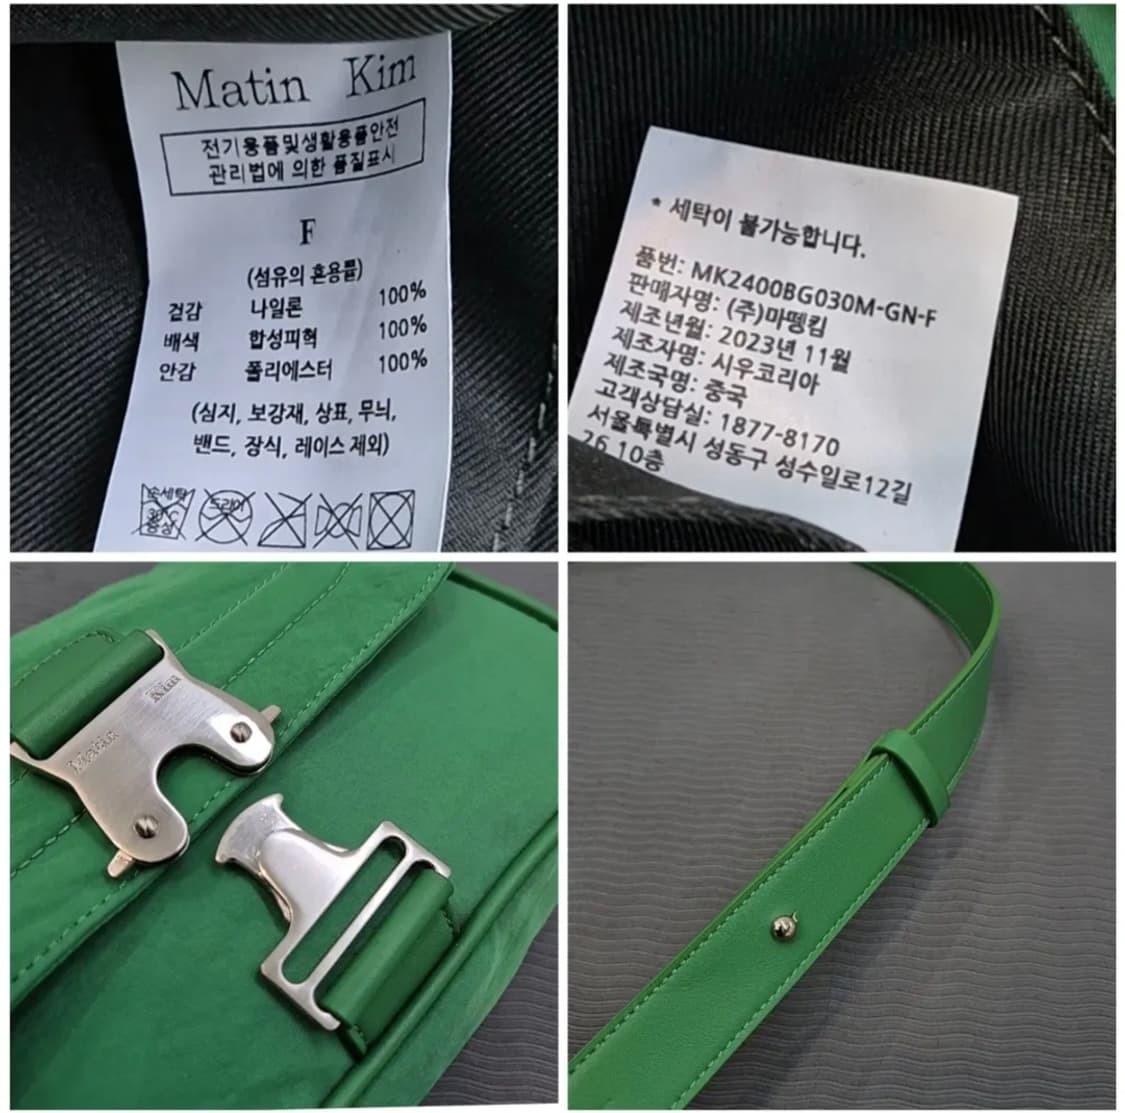 Matin Kim
전기용품및생활용품안전
관리법에 의한 품질표시
F
(섬유의 혼용률)
겉감 나일론 100%
배색 합성피혁 100%
안감 폴리에스터 100%
(심지, 보강재, 상표, 무늬,
밴드, 장식, 레이스 제외)
손세탁 드라이
30℃
중성
* 세탁이 불가능합니다.
품번: MK2400BG030M-GN-F
판매자명: (주)마뗑킴
제조년월: 2023년 11월
제조자명: 시우코리아
제조국명: 중국
고객상담실: 1877-8170
서울특별시 성동구 성수일로12길
26 10층
Matin Kim